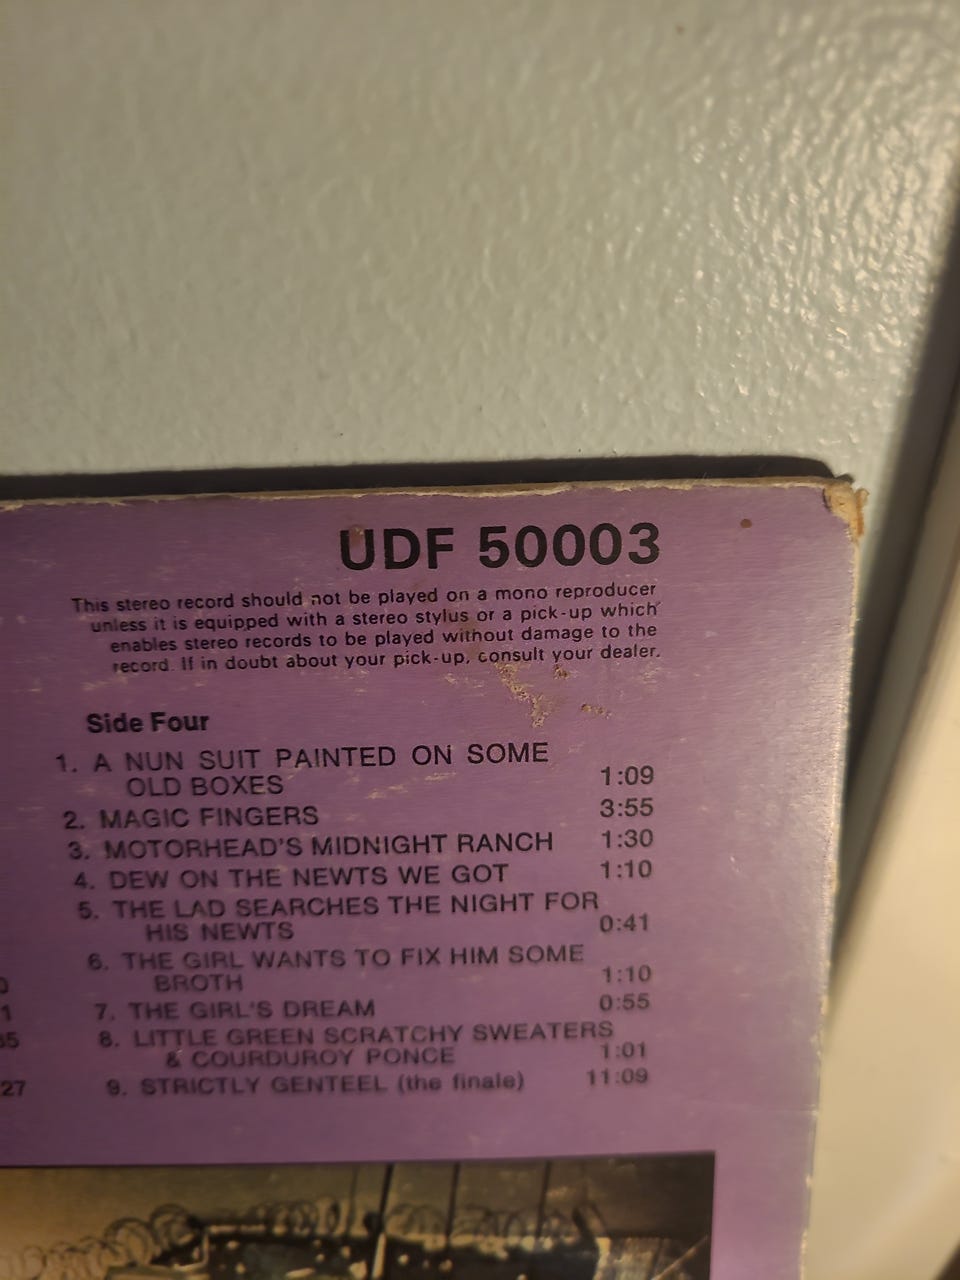 UDF 50003
This stereo record should not be played on a mono reproducer
unless it is equipped with a stereo stylus or a pick-up which
enables stereo records to be played without damage to the
record. If in doubt about your pick-up, consult your dealer.
Side Four
1. A NUN SUIT PAINTED ON SOME
OLD BOXES 1:09
2. MAGIC FINGERS 3:55
3. MOTORHEAD'S MIDNIGHT RANCH 1:30
4. DEW ON THE NEWTS WE GOT 1:10
5. THE LAD SEARCHES THE NIGHT FOR
HIS NEWTS 0:41
6. THE GIRL WANTS TO FIX HIM SOME
BROTH 1:10
7. THE GIRL'S DREAM 0:55
8. LITTLE GREEN SCRATCHY SWEATERS
& COURDUROY PONCE 1:01
27 9. STRICTLY GENTEEL (the finale) 11:09